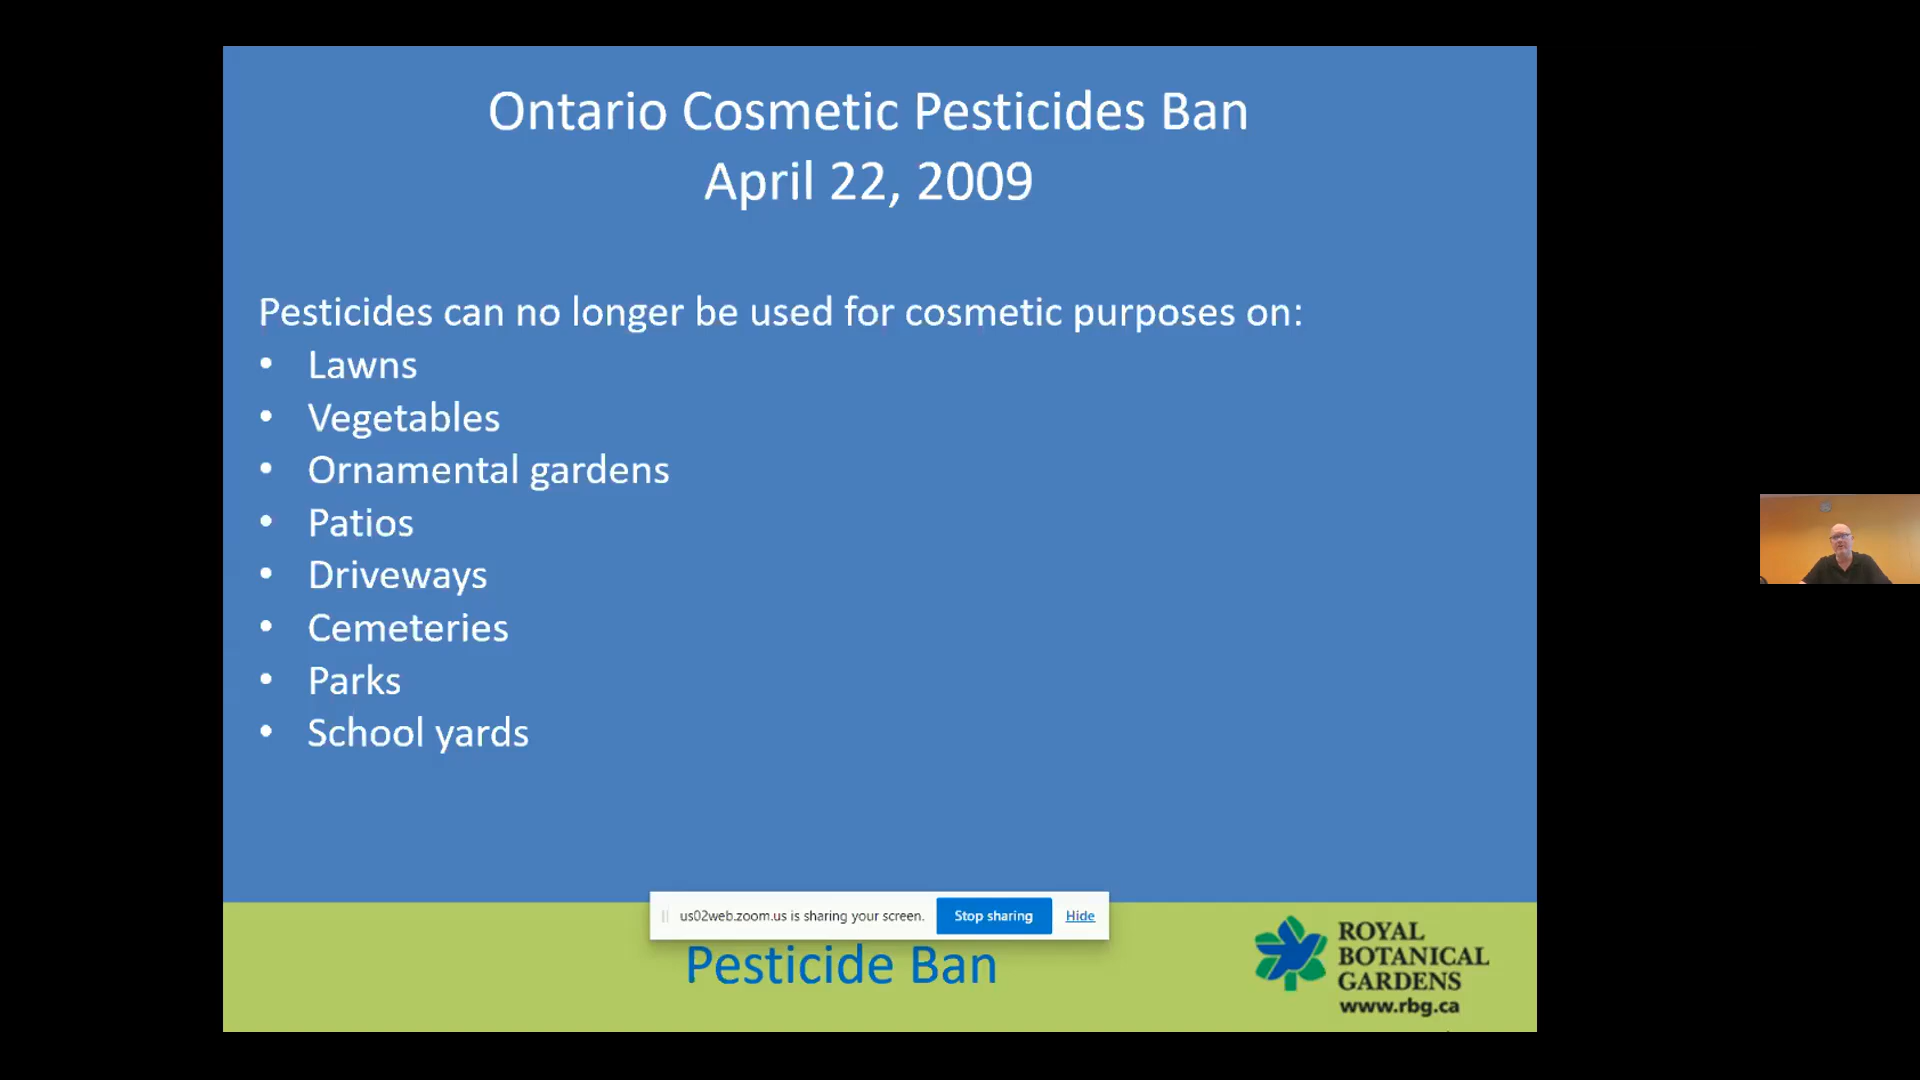 Ontario Cosmetic Pesticides Ban
April 22, 2009
Pesticides can no longer be used for cosmetic purposes on:
• Lawns
• Vegetables
• Ornamental gardens
• Patios
• Driveways
• Cemeteries
• Parks
• School yards
us02web.zoom.us is sharing your screen. Stop sharing Hide
Pesticide Ban
ROYAL
BOTANICAL
GARDENS
www.rbg.ca